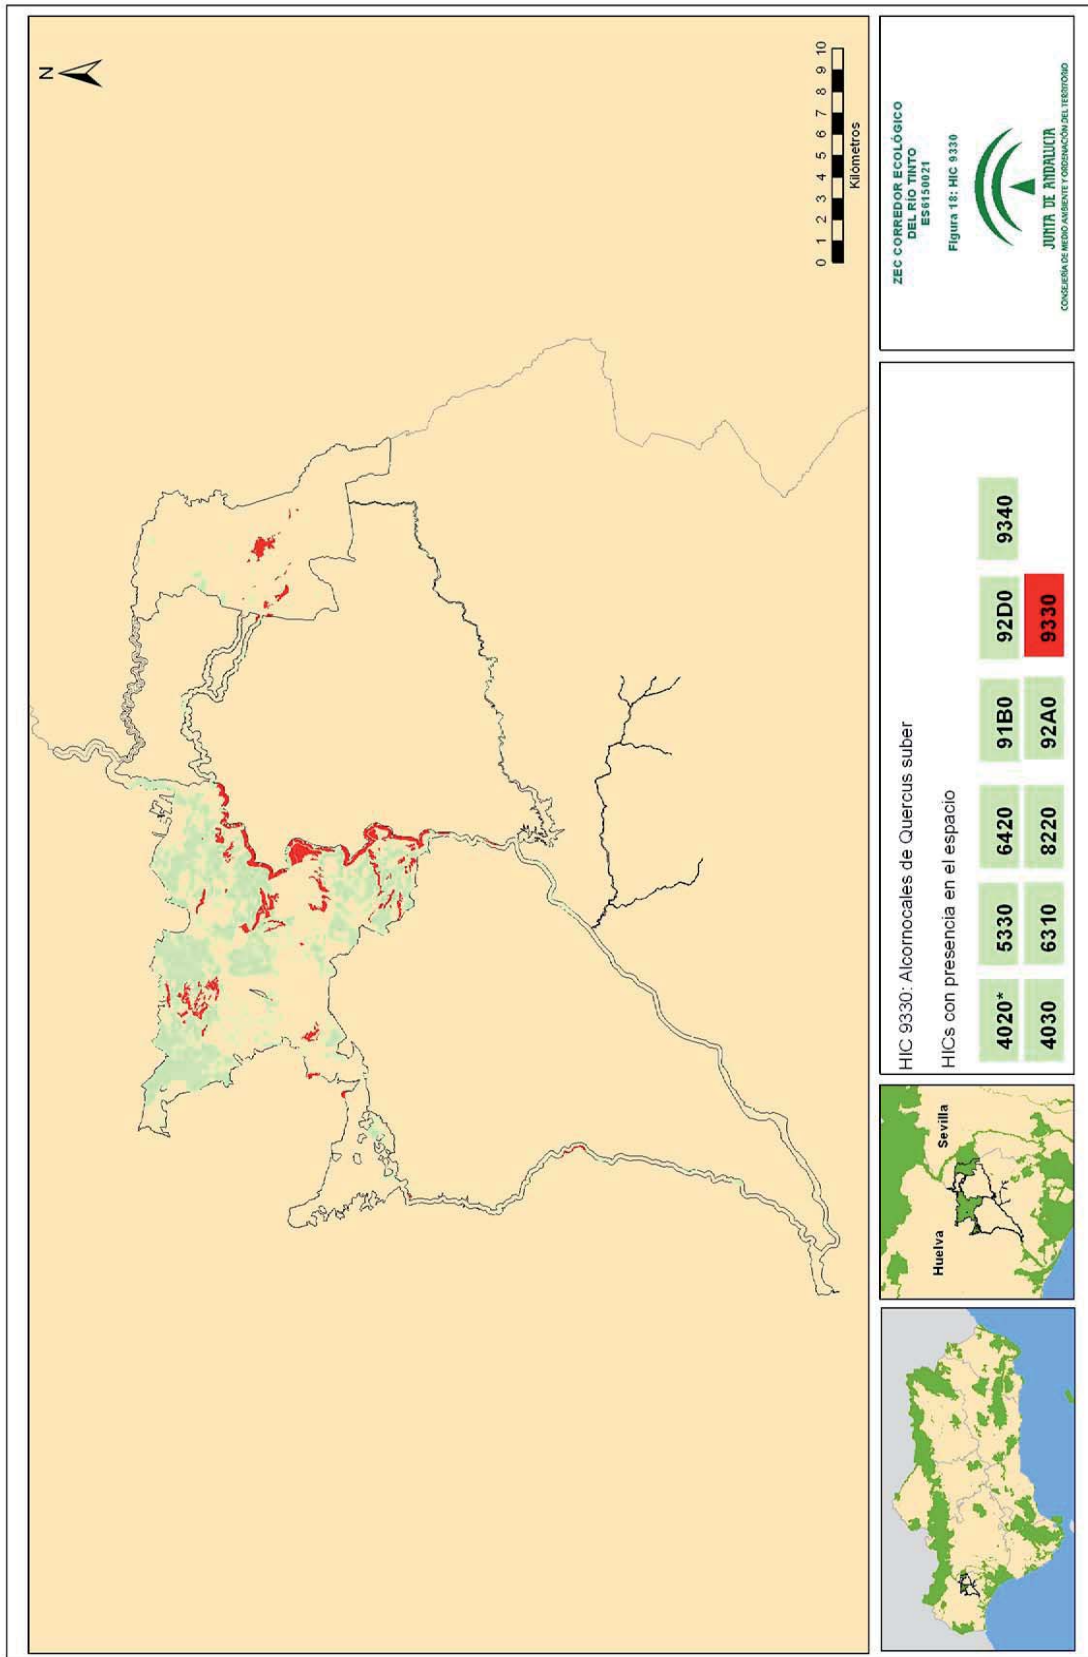 N
0 1 2 3 4 5 6 7 8 9 10
Kilómetros
Huelva
Sevilla
HIC 9330: Alcornocales de Quercus suber
HICs con presencia en el espacio
4020* 5330 6420 91B0 92D0 9340
4030 6310 8220 92A0 9330
ZEC CORREDOR ECOLÓGICO
DEL RÍO TINTO
ES6150021
Figura 18: HIC 9330
JUNTA DE ANDALUCIA
CONSEJERÍA DE MEDIO AMBIENTE Y ORDENACIÓN DEL TERRITORIO